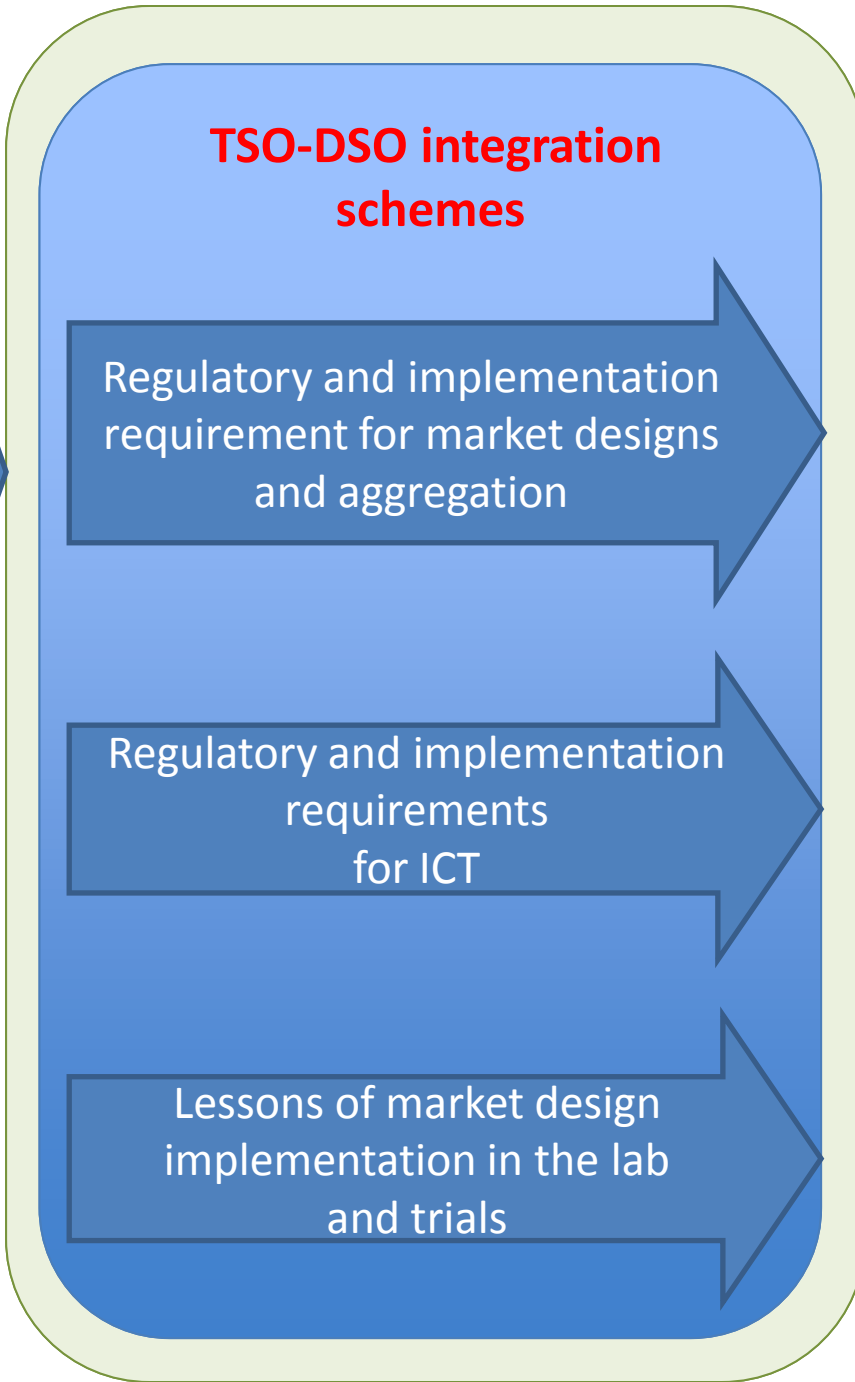 TSO-DSO integration
schemes
Regulatory and implementation
requirement for market designs
and aggregation
Regulatory and implementation
requirements
for ICT
Lessons of market design
implementation in the lab
and trials